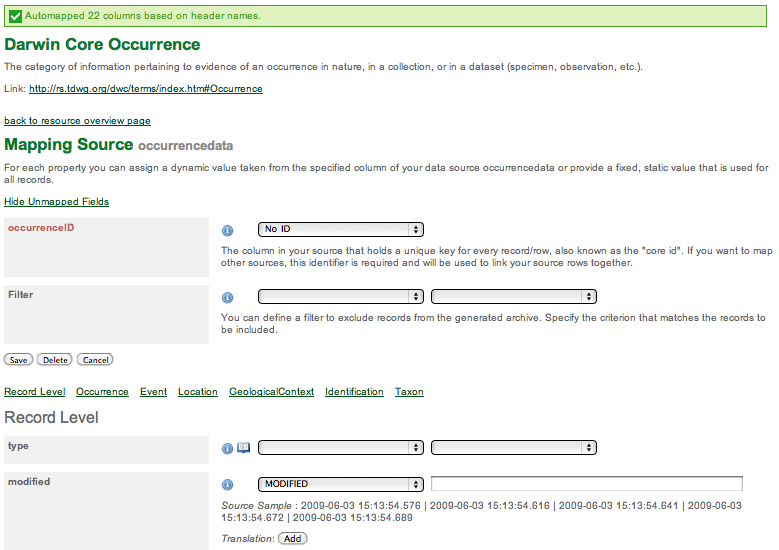 Automapped 22 columns based on header names.
Darwin Core Occurrence
The category of information pertaining to evidence of an occurrence in nature, in a collection, or in a dataset (specimen, observation, etc.).
Link: http://rs.tdwg.org/dwc/terms/index.htm#Occurrence
back to resource overview page
Mapping Source occurrencedata
For each property you can assign a dynamic value taken from the specified column of your data source occurrencedata or provide a fixed, static value that is used for
all records.
Hide Unmapped Fields
occurrenceID
No ID
The column in your source that holds a unique key for every record/row, also known as the "core id". If you want to map
other sources, this identifier is required and will be used to link your source rows together.
Filter
You can define a filter to exclude records from the generated archive. Specify the criterion that matches the records to
be included.
Save Delete Cancel
Record Level Occurrence Event Location GeologicalContext Identification Taxon
Record Level
type
modified
MODIFIED
Source Sample : 2009-06-03 15:13:54.576 | 2009-06-03 15:13:54.616 | 2009-06-03 15:13:54.641 | 2009-06-03
15:13:54.672 | 2009-06-03 15:13:54.689
Translation: Add